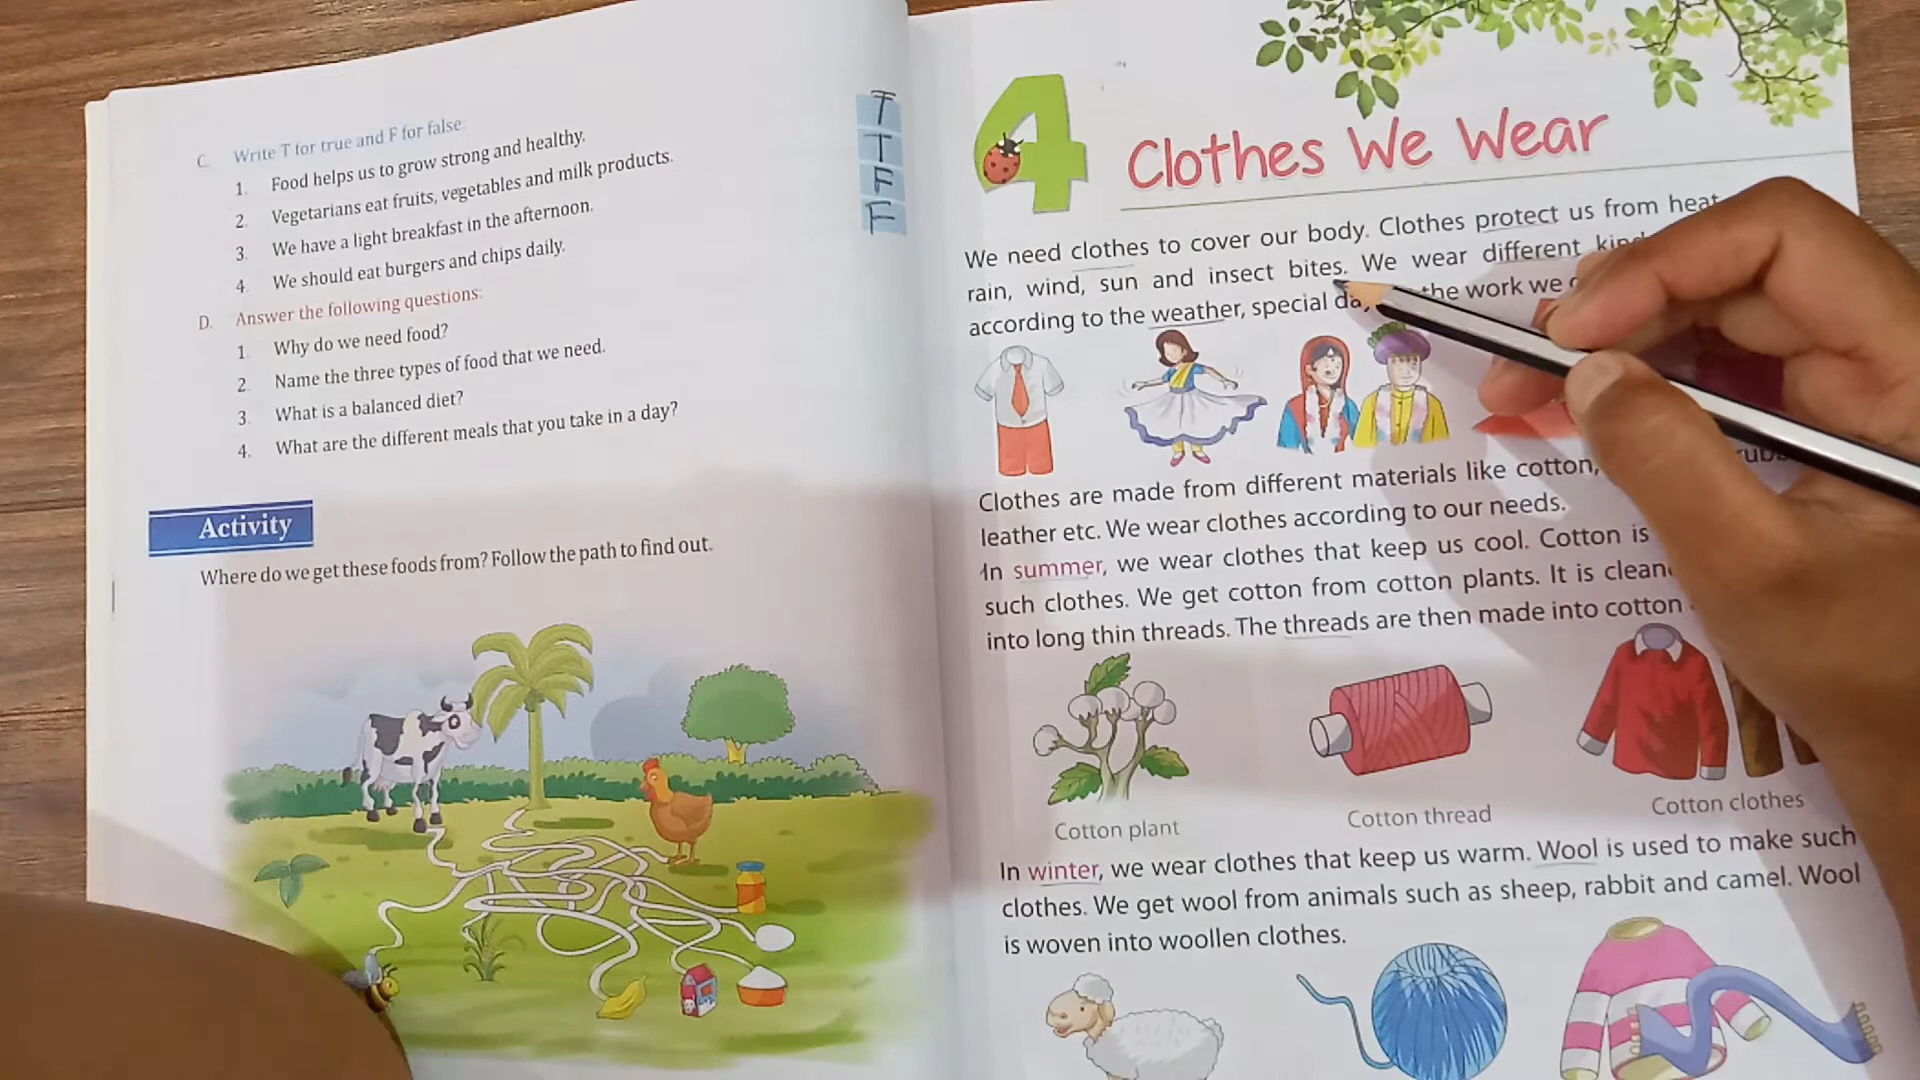 C. Write T for true and F for false:
1. Food helps us to grow strong and healthy. T
2. Vegetarians eat fruits, vegetables and milk products. T
3. We have a light breakfast in the afternoon. F
4. We should eat burgers and chips daily. F
D. Answer the following questions:
1. Why do we need food?
2. Name the three types of food that we need.
3. What is a balanced diet?
4. What are the different meals that you take in a day?
Activity
Where do we get these foods from? Follow the path to find out.
4 Clothes We Wear
We need clothes to cover our body. Clothes protect us from heat
rain, wind, sun and insect bites. We wear different
according to the weather, special the work we
Clothes are made from different materials like cotton,
leather etc. We wear clothes according to our needs.
In summer, we wear clothes that keep us cool. Cotton is
such clothes. We get cotton from cotton plants. It is
into long thin threads. The threads are then made into cotton
Cotton plant
Cotton thread
Cotton clothes
In winter, we wear clothes that keep us warm. Wool is used to make such
clothes. We get wool from animals such as sheep, rabbit and camel. Wool
is woven into woollen clothes.